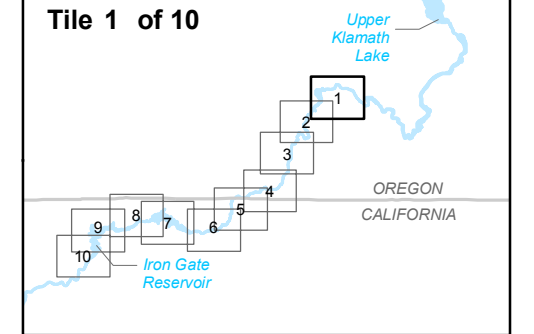 Tile 1 of 10
Upper
Klamath
Lake
1
2
3
4
OREGON
5
CALIFORNIA
6
7
8
9
10
Iron Gate
Reservoir